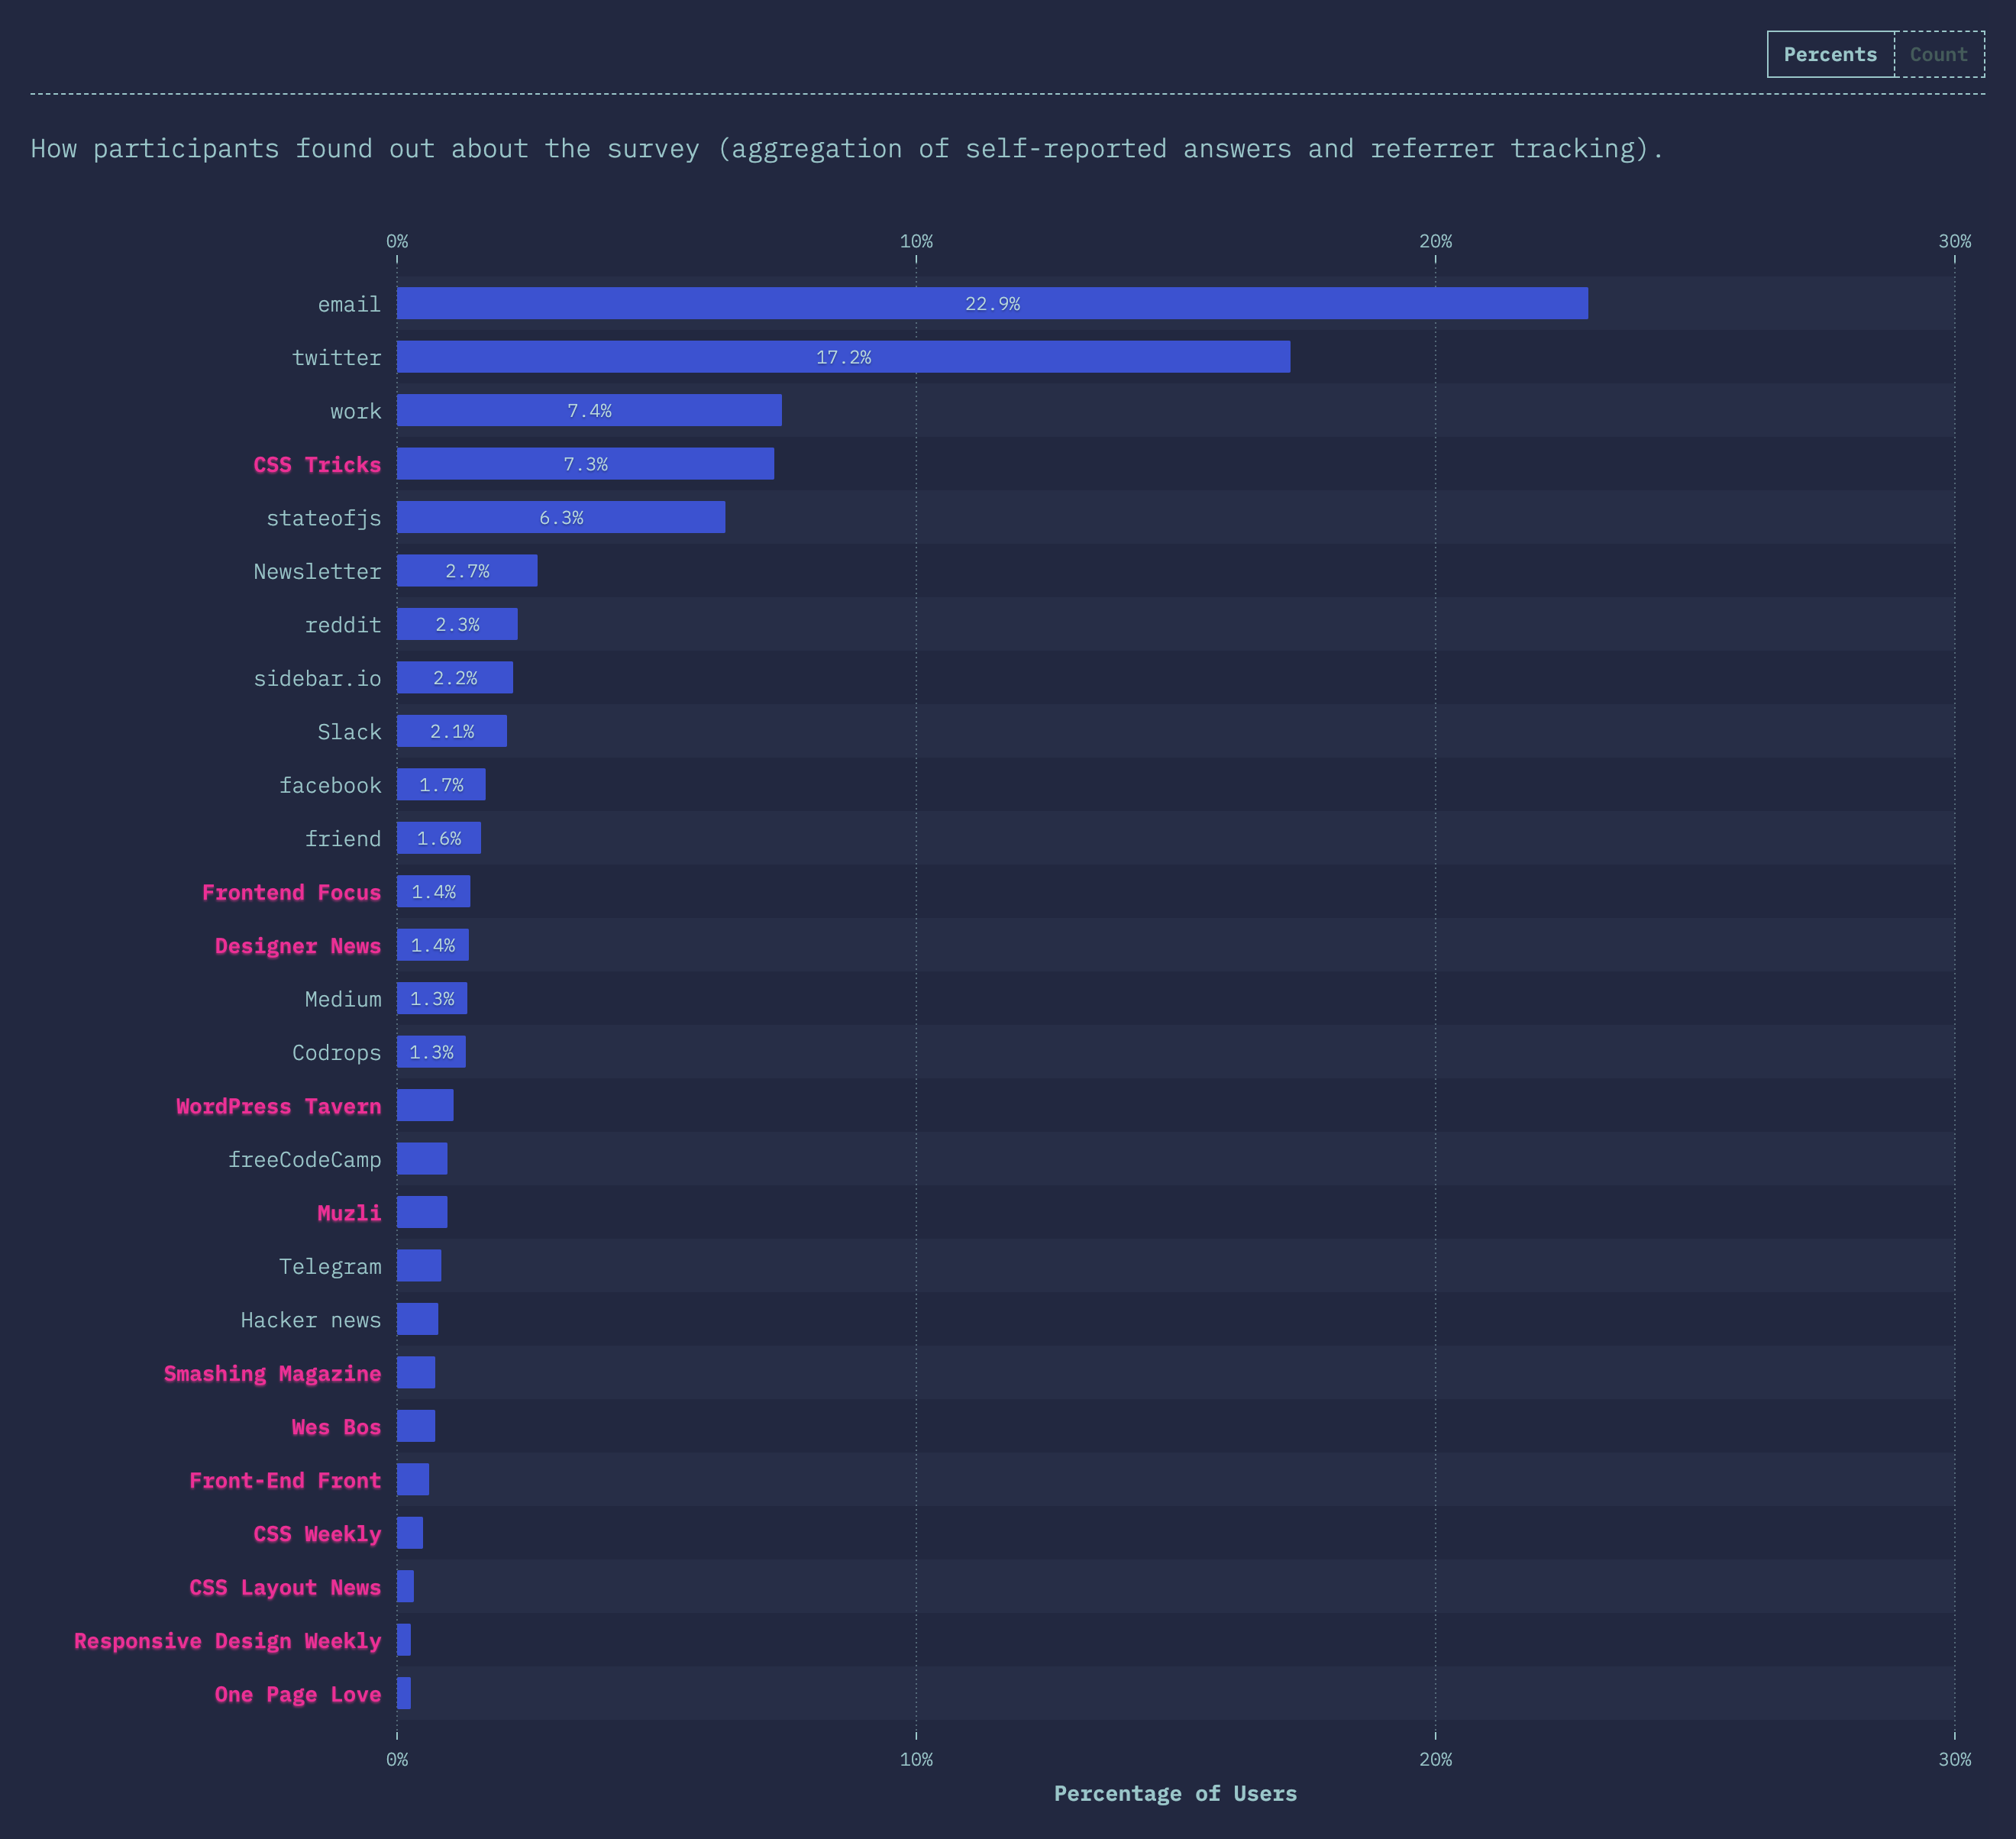 Percents Count
How participants found out about the survey (aggregation of self-reported answers and referrer tracking).
0% 10% 20% 30%
email 22.9%
twitter 17.2%
work 7.4%
CSS Tricks 7.3%
stateofjs 6.3%
Newsletter 2.7%
reddit 2.3%
sidebar.io 2.2%
Slack 2.1%
facebook 1.7%
friend 1.6%
Frontend Focus 1.4%
Designer News 1.4%
Medium 1.3%
Codrops 1.3%
WordPress Tavern
freeCodeCamp
Muzli
Telegram
Hacker news
Smashing Magazine
Wes Bos
Front-End Front
CSS Weekly
CSS Layout News
Responsive Design Weekly
One Page Love
0% 10% 20% 30%
Percentage of Users